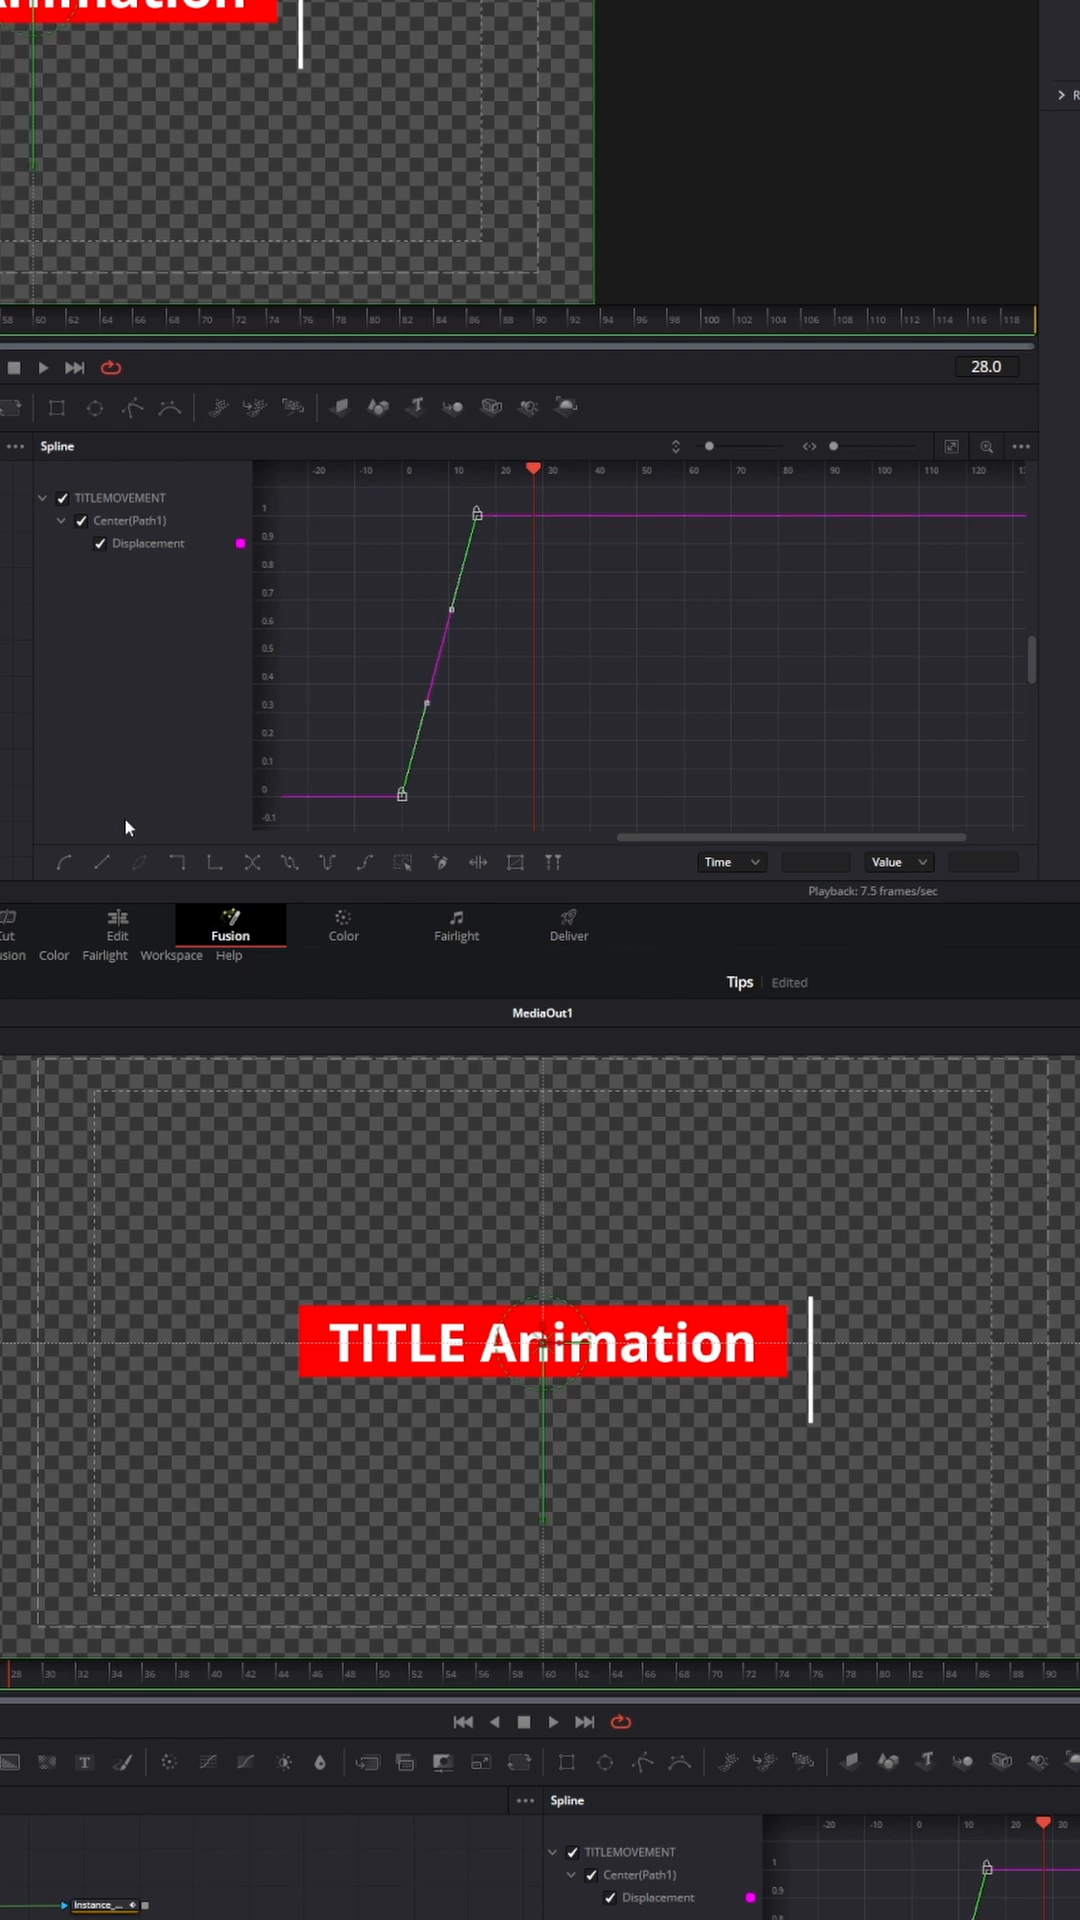 58 60 62 64 66 68 70 72 74 76 78 80 82 84 86 88 90 92 94 96 98 100 102 104 106 108 110 112 114 116 118
28.0
Spline
-20 -10 0 10 20 30 40 50 60 70 80 90 100 110 120
TITLEMOVEMENT
Center(Path1)
Displacement
1
0.9
0.8
0.7
0.6
0.5
0.4
0.3
0.2
0.1
0
-0.1
Time
Value
Playback: 7.5 frames/sec
Edit Fusion Color Fairlight Deliver
Color Fairlight Workspace Help
Tips Edited
MediaOut1
TITLE Animation
28 30 32 34 36 38 40 42 44 46 48 50 52 54 56 58 60 62 64 66 68 70 72 74 76 78 80 82 84 86 88 90
T
Spline
-20 -10 0 10 20 30
TITLEMOVEMENT
1
Center(Path1)
0.9
Displacement
Instance_...